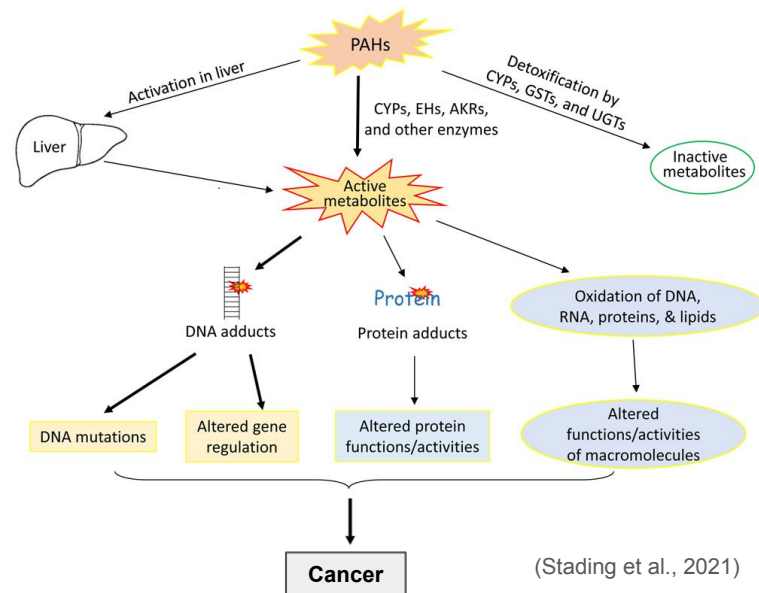 PAHs
Activation in liver
Detoxification by
CYPs, GSTs, and UGTs
CYPs, EHs, AKRs,
and other enzymes
Liver
Inactive
metabolites
Active
metabolites
Protein
DNA adducts
Protein adducts
Oxidation of DNA,
RNA, proteins, & lipids
DNA mutations
Altered gene
regulation
Altered protein
functions/activities
Altered
functions/activities
of macromolecules
Cancer
(Stading et al., 2021)